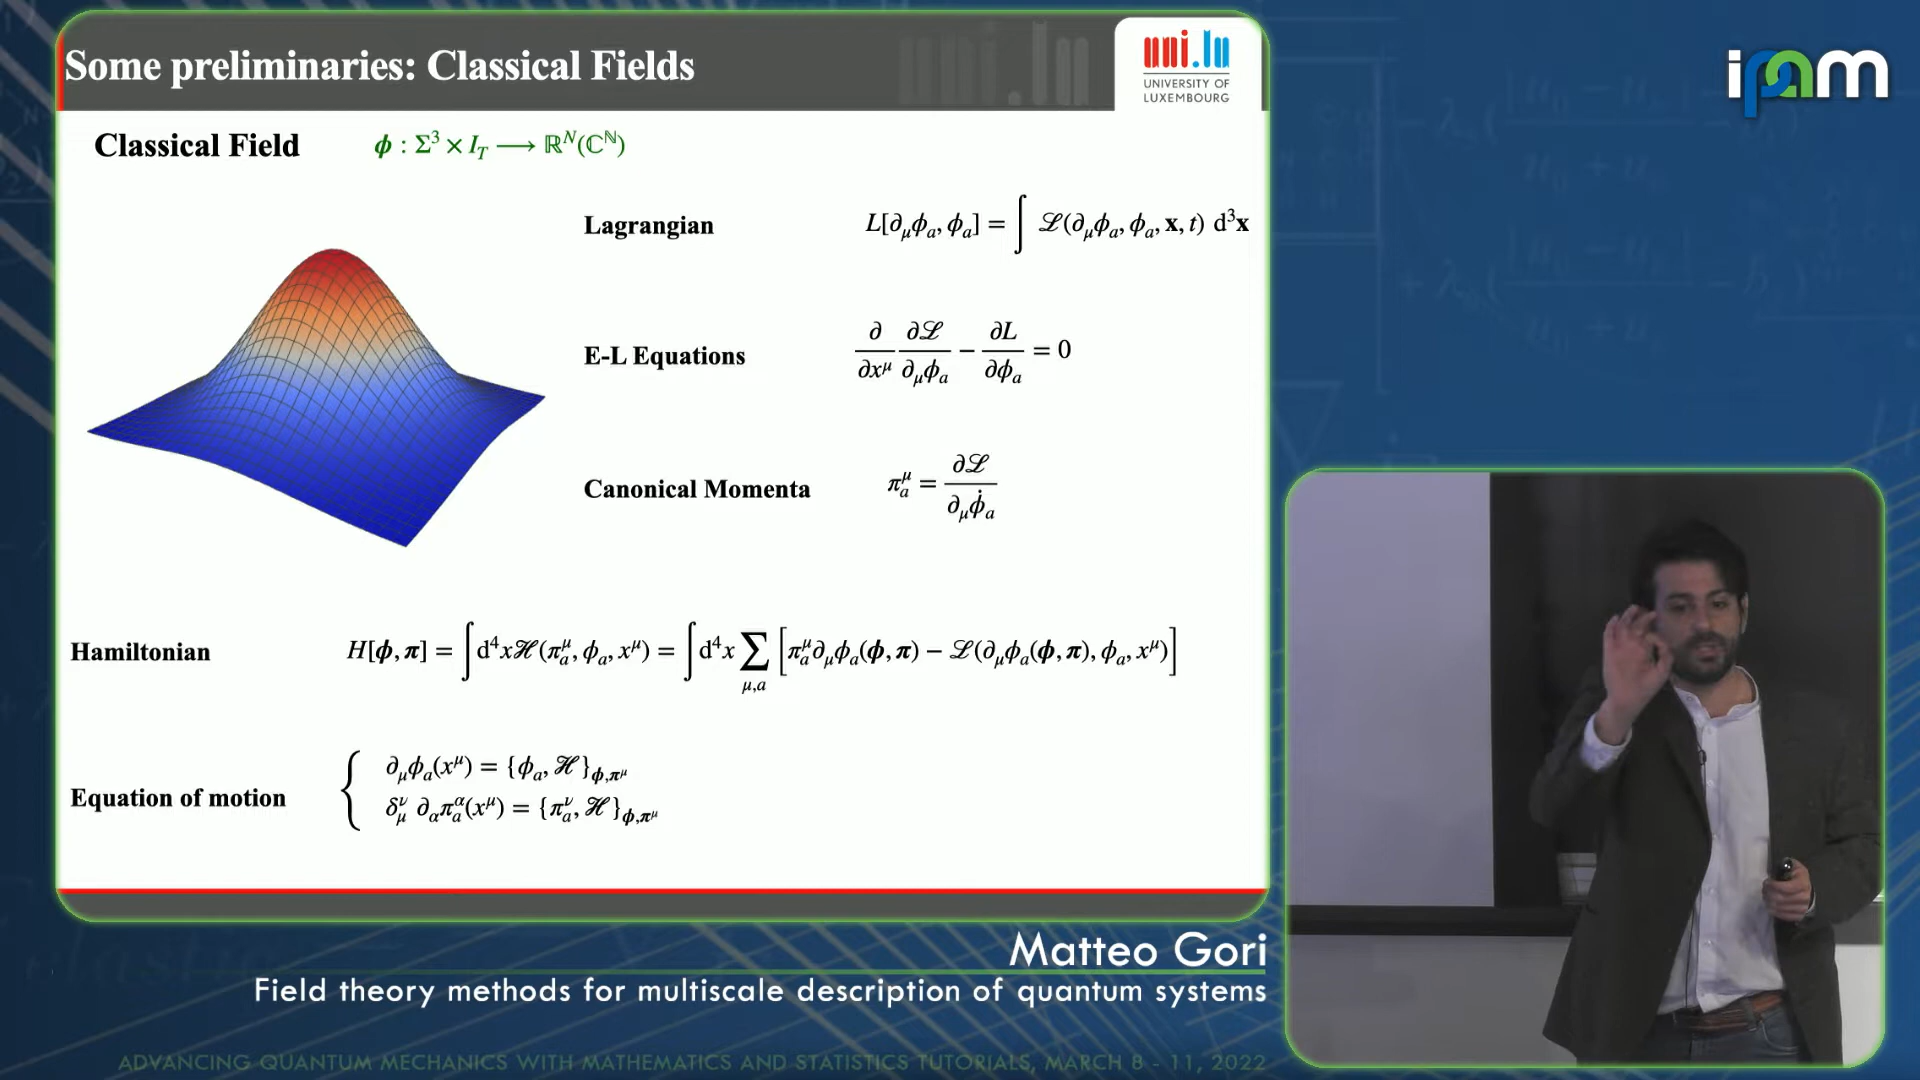 Some preliminaries: Classical Fields
uni.lu
UNIVERSITY OF
LUXEMBOURG
ipam
Classical Field ϕ : Σ³ × I_T ⟶ ℝ^N(ℂ^ℕ)
Lagrangian L[∂_μϕ_a, ϕ_a] = ∫ ℒ(∂_μϕ_a, ϕ_a, x, t) d³x
E-L Equations ∂/∂x^μ ∂ℒ/∂_μϕ_a − ∂L/∂ϕ_a = 0
Canonical Momenta π_a^μ = ∂ℒ/∂_μϕ̇_a
Hamiltonian H[ϕ, π] = ∫d⁴xℋ(π_a^μ, ϕ_a, x^μ) = ∫d⁴x ∑_{μ,a} [π_a^μ∂_μϕ_a(ϕ, π) − ℒ(∂_μϕ_a(ϕ, π), ϕ_a, x^μ)]
Equation of motion { ∂_μϕ_a(x^μ) = {ϕ_a, ℋ}_{ϕ,π^μ}
δ_μ^ν ∂_απ_a^α(x^μ) = {π_a^ν, ℋ}_{ϕ,π^μ}
Matteo Gori
Field theory methods for multiscale description of quantum systems
ADVANCING QUANTUM MECHANICS WITH MATHEMATICS AND STATISTICS TUTORIALS, MARCH 8 - 11, 2022